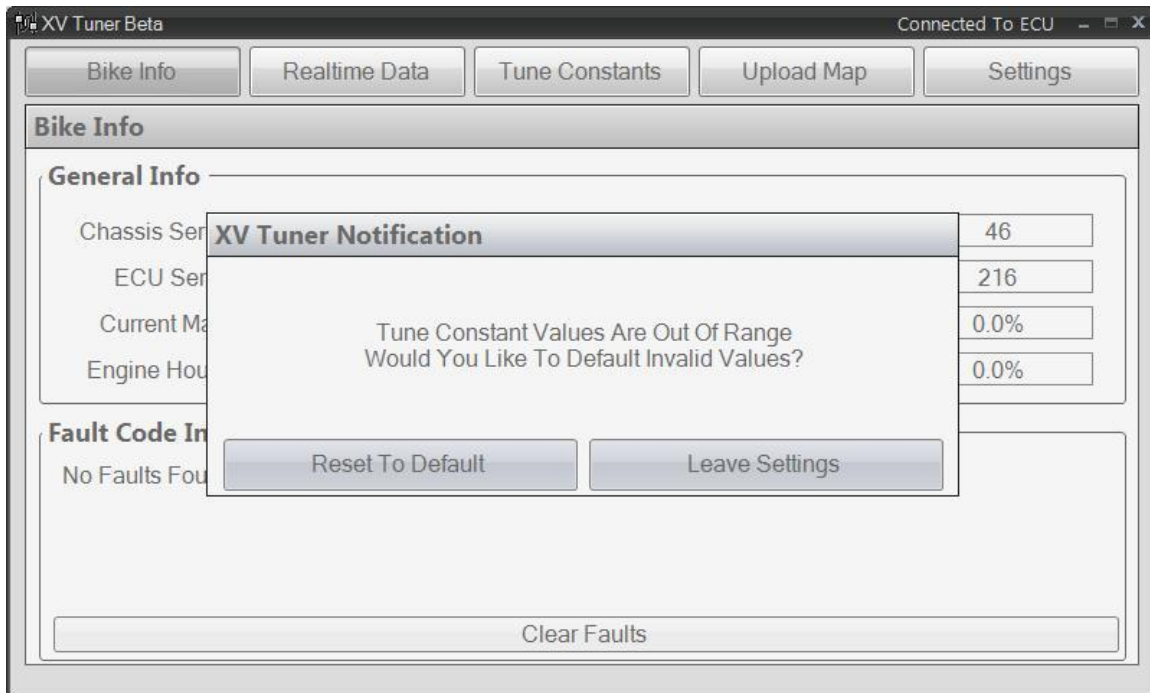 XV Tuner Beta
Connected To ECU
Bike Info
Realtime Data
Tune Constants
Upload Map
Settings
Bike Info
General Info
Chassis Ser
46
ECU Ser
216
Current Ma
0.0%
Engine Hou
0.0%
XV Tuner Notification
Tune Constant Values Are Out Of Range
Would You Like To Default Invalid Values?
Reset To Default
Leave Settings
Fault Code In
No Faults Fou
Clear Faults